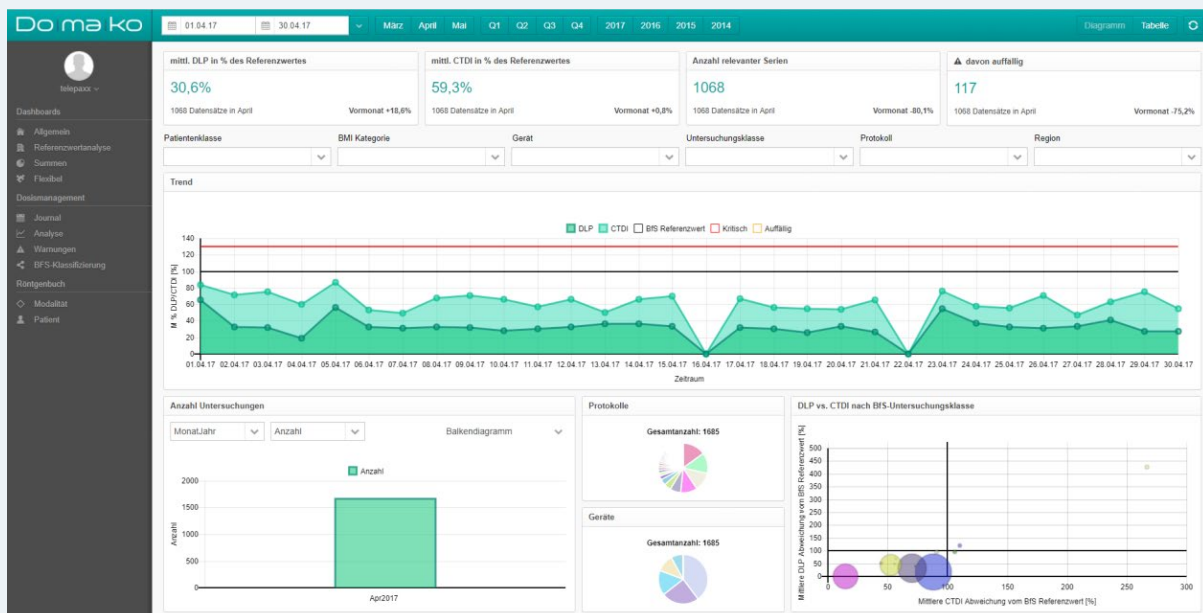 Do ma ko
01.04.17 30.04.17 März April Mai Q1 Q2 Q3 Q4 2017 2016 2015 2014 Diagramm Tabelle
telepaxx
Dashboards
Allgemein
Referenzwertanalyse
Summen
Flexibel
Dosismanagement
Journal
Analyse
Warnungen
BFS-Klassifizierung
Röntgenbuch
Modalität
Patient
mittl. DLP in % des Referenzwertes
30,6%
1068 Datensätze in April Vormonat +18,6%
mittl. CTDI in % des Referenzwertes
59,3%
1068 Datensätze in April Vormonat +0,8%
Anzahl relevanter Serien
1068
1068 Datensätze in April Vormonat -80,1%
davon auffällig
117
1068 Datensätze in April Vormonat -75,2%
Patientenklasse BMI Kategorie Gerät Untersuchungsklasse Protokoll Region
Trend
DLP CTDI BfS Referenzwert Kritisch Auffällig
M % DLP/CTDI [%]
140
120
100
80
60
40
20
0
01.04.17 02.04.17 03.04.17 04.04.17 05.04.17 06.04.17 07.04.17 08.04.17 09.04.17 10.04.17 11.04.17 12.04.17 13.04.17 14.04.17 15.04.17 16.04.17 17.04.17 18.04.17 19.04.17 20.04.17 21.04.17 22.04.17 23.04.17 24.04.17 25.04.17 26.04.17 27.04.17 28.04.17 29.04.17 30.04.17
Zeitraum
Anzahl Untersuchungen
MonatJahr Anzahl Balkendiagramm
Anzahl
Anzahl
2000
1500
1000
500
0
Apr2017
Protokolle
Gesamtanzahl: 1685
Geräte
Gesamtanzahl: 1685
DLP vs. CTDI nach BfS-Untersuchungsklasse
Mittlere DLP Abweichung vom BfS Referenzwert [%]
500
450
400
350
300
250
200
150
100
50
0
0 50 100 150 200 250 300
Mittlere CTDI Abweichung vom BfS Referenzwert [%]